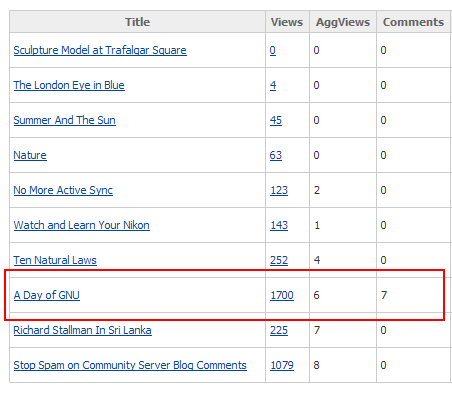 Title Views AggViews Comments
Sculpture Model at Trafalgar Square 0 0 0
The London Eye in Blue 4 0 0
Summer And The Sun 45 0 0
Nature 63 0 0
No More Active Sync 123 2 0
Watch and Learn Your Nikon 143 1 0
Ten Natural Laws 252 4 0
A Day of GNU 1700 6 7
Richard Stallman In Sri Lanka 225 7 0
Stop Spam on Community Server Blog Comments 1079 8 0